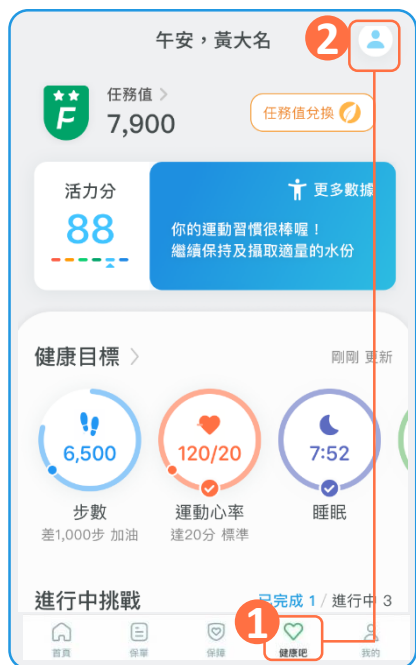 午安，黃大名
2
F
任務值 >
7,900
任務值兌換
活力分
88
更多數據
你的運動習慣很棒喔！
繼續保持及攝取適量的水份
健康目標 >
剛剛 更新
6,500
120/20
7:52
步數
運動心率
睡眠
差1,000步 加油
達20分 標準
進行中挑戰
已完成 1 / 進行中 3
1
首頁
保單
保障
健康吧
我的